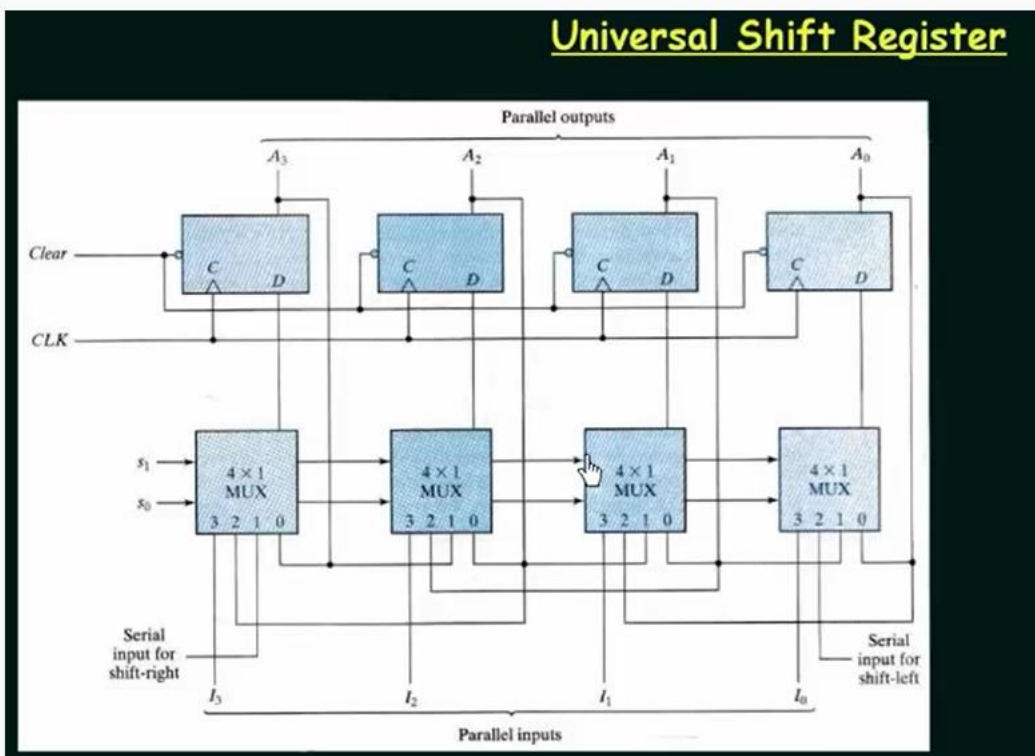 Universal Shift Register
Parallel outputs
A3 A2 A1 A0
Clear
C D C D C D C D
CLK
s1
s0
4 × 1 4 × 1 4 × 1 4 × 1
MUX MUX MUX MUX
3 2 1 0 3 2 1 0 3 2 1 0 3 2 1 0
Serial
input for
shift-right
Serial
input for
shift-left
I3 I2 I1 I0
Parallel inputs